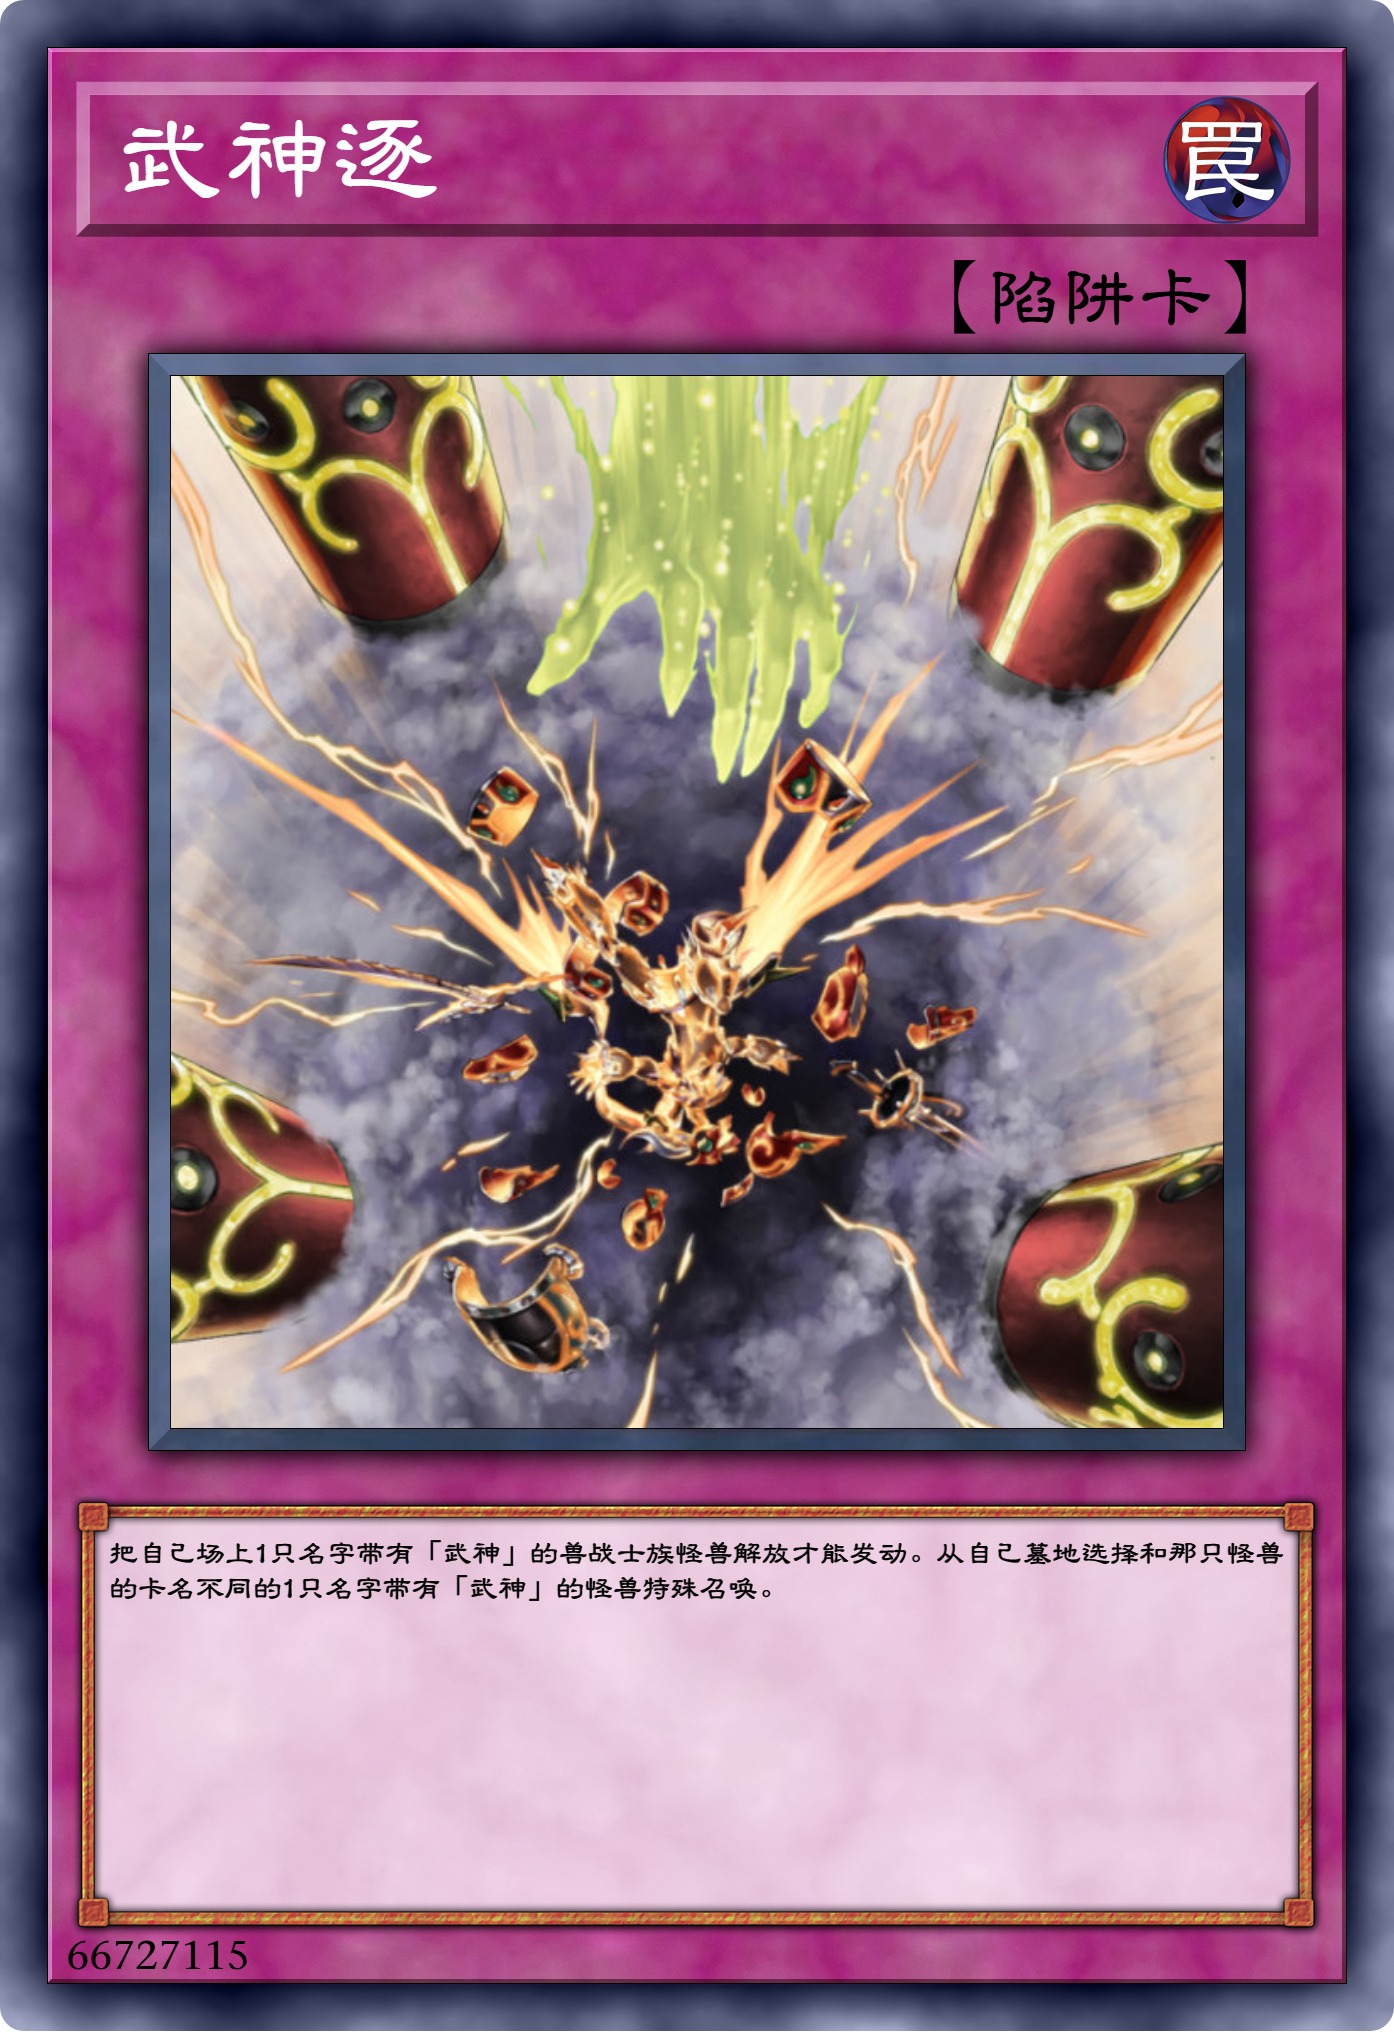 武神逐
罠
【陷阱卡】
把自己场上1只名字带有「武神」的兽战士族怪兽解放才能发动。从自己墓地选择和那只怪兽
的卡名不同的1只名字带有「武神」的怪兽特殊召唤。
66727115